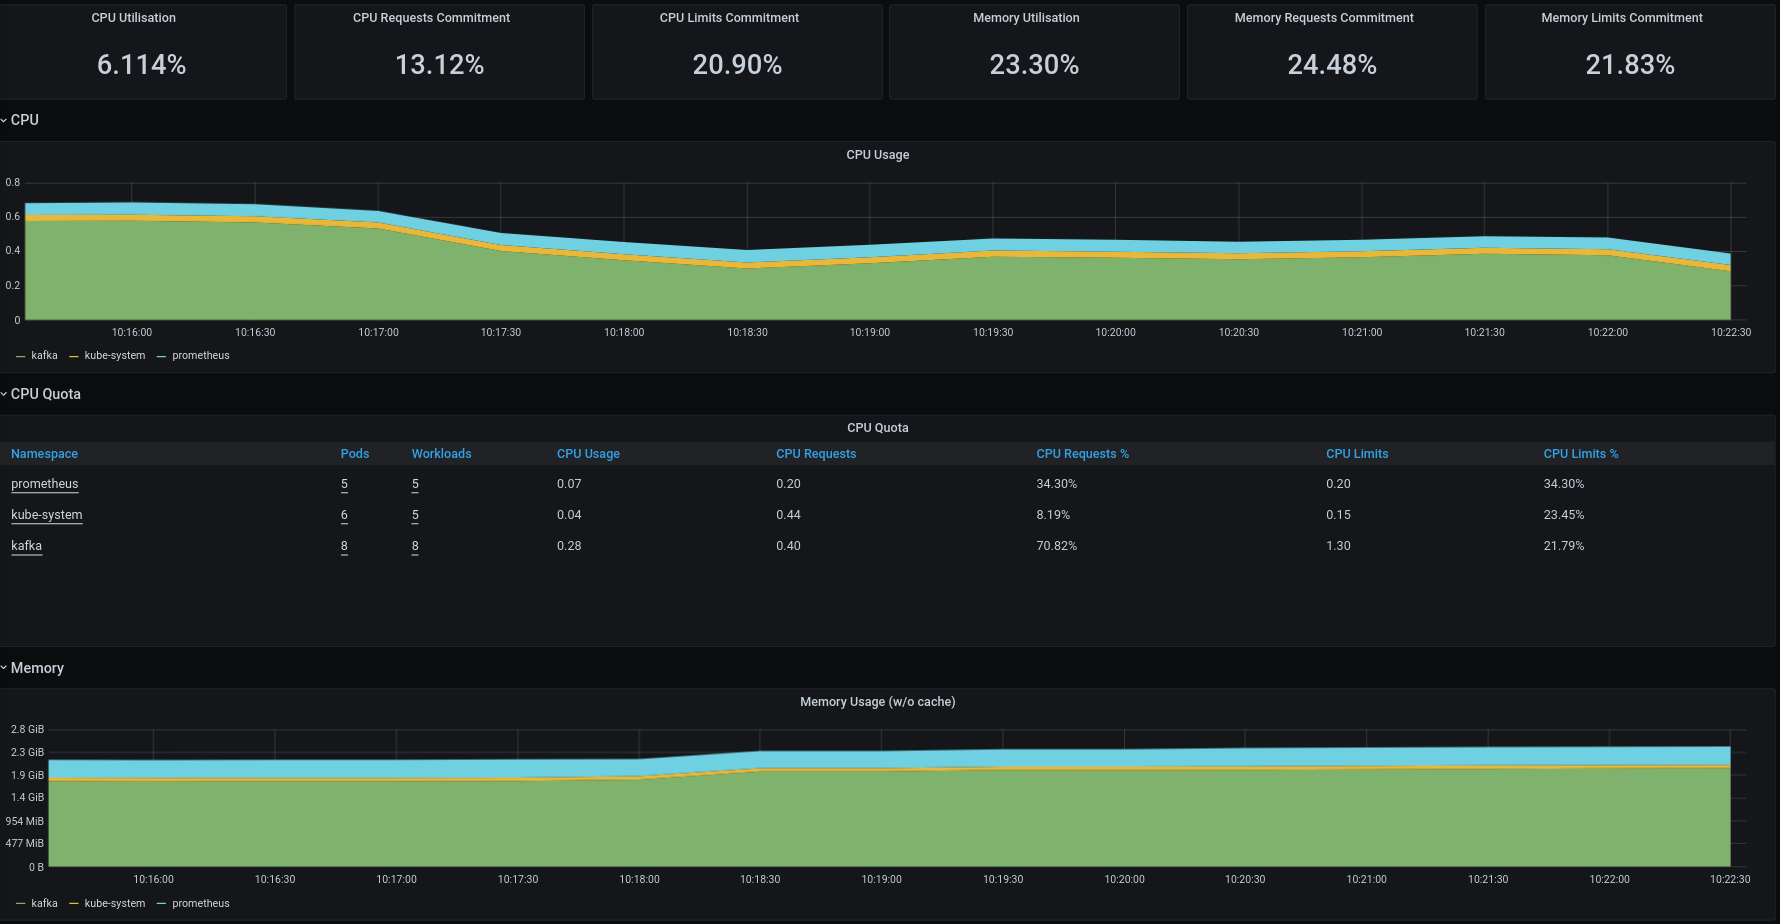 CPU Utilisation CPU Requests Commitment CPU Limits Commitment Memory Utilisation Memory Requests Commitment Memory Limits Commitment
6.114% 13.12% 20.90% 23.30% 24.48% 21.83%
CPU
CPU Usage
0.8
0.6
0.4
0.2
0
10:16:00 10:16:30 10:17:00 10:17:30 10:18:00 10:18:30 10:19:00 10:19:30 10:20:00 10:20:30 10:21:00 10:21:30 10:22:00 10:22:30
kafka kube-system prometheus
CPU Quota
CPU Quota
Namespace Pods Workloads CPU Usage CPU Requests CPU Requests % CPU Limits CPU Limits %
prometheus 5 5 0.07 0.20 34.30% 0.20 34.30%
kube-system 6 5 0.04 0.44 8.19% 0.15 23.45%
kafka 8 8 0.28 0.40 70.82% 1.30 21.79%
Memory
Memory Usage (w/o cache)
2.8 GiB
2.3 GiB
1.9 GiB
1.4 GiB
954 MiB
477 MiB
0 B
10:16:00 10:16:30 10:17:00 10:17:30 10:18:00 10:18:30 10:19:00 10:19:30 10:20:00 10:20:30 10:21:00 10:21:30 10:22:00 10:22:30
kafka kube-system prometheus